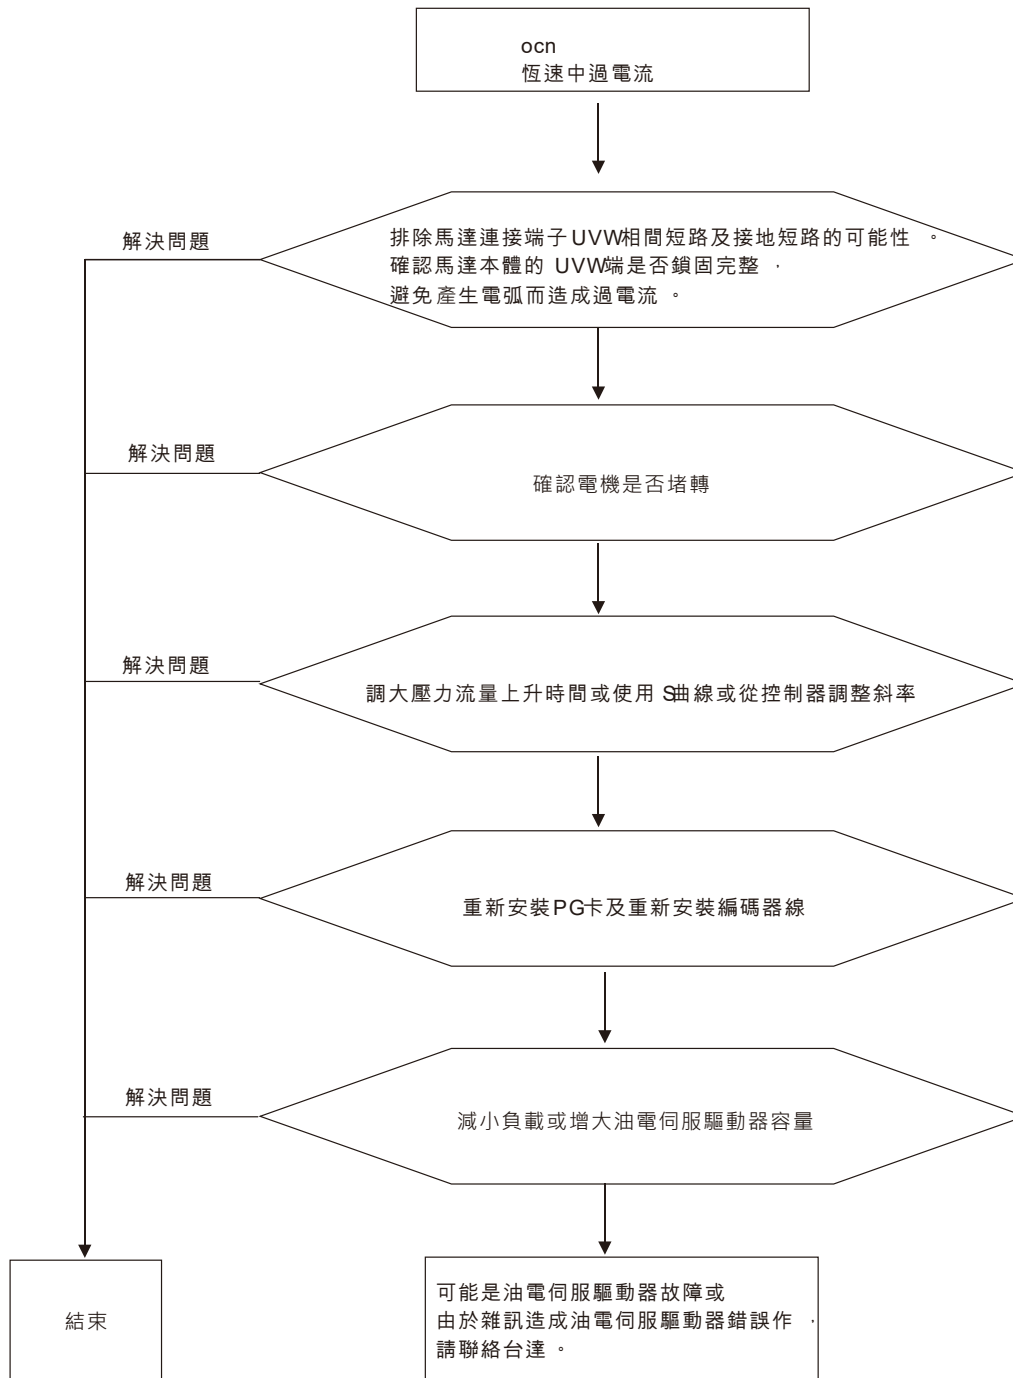 ocn
恆速中過電流
解決問題
排除馬達連接端子UVW相間短路及接地短路的可能性。
確認馬達本體的 UVW端是否鎖固完整，
避免產生電弧而造成過電流。
解決問題
確認電機是否堵轉
解決問題
調大壓力流量上升時間或使用 S曲線或從控制器調整斜率
解決問題
重新安裝PG卡及重新安裝編碼器線
解決問題
減小負載或增大油電伺服驅動器容量
結束
可能是油電伺服驅動器故障或
由於雜訊造成油電伺服驅動器錯誤作，
請聯絡台達。